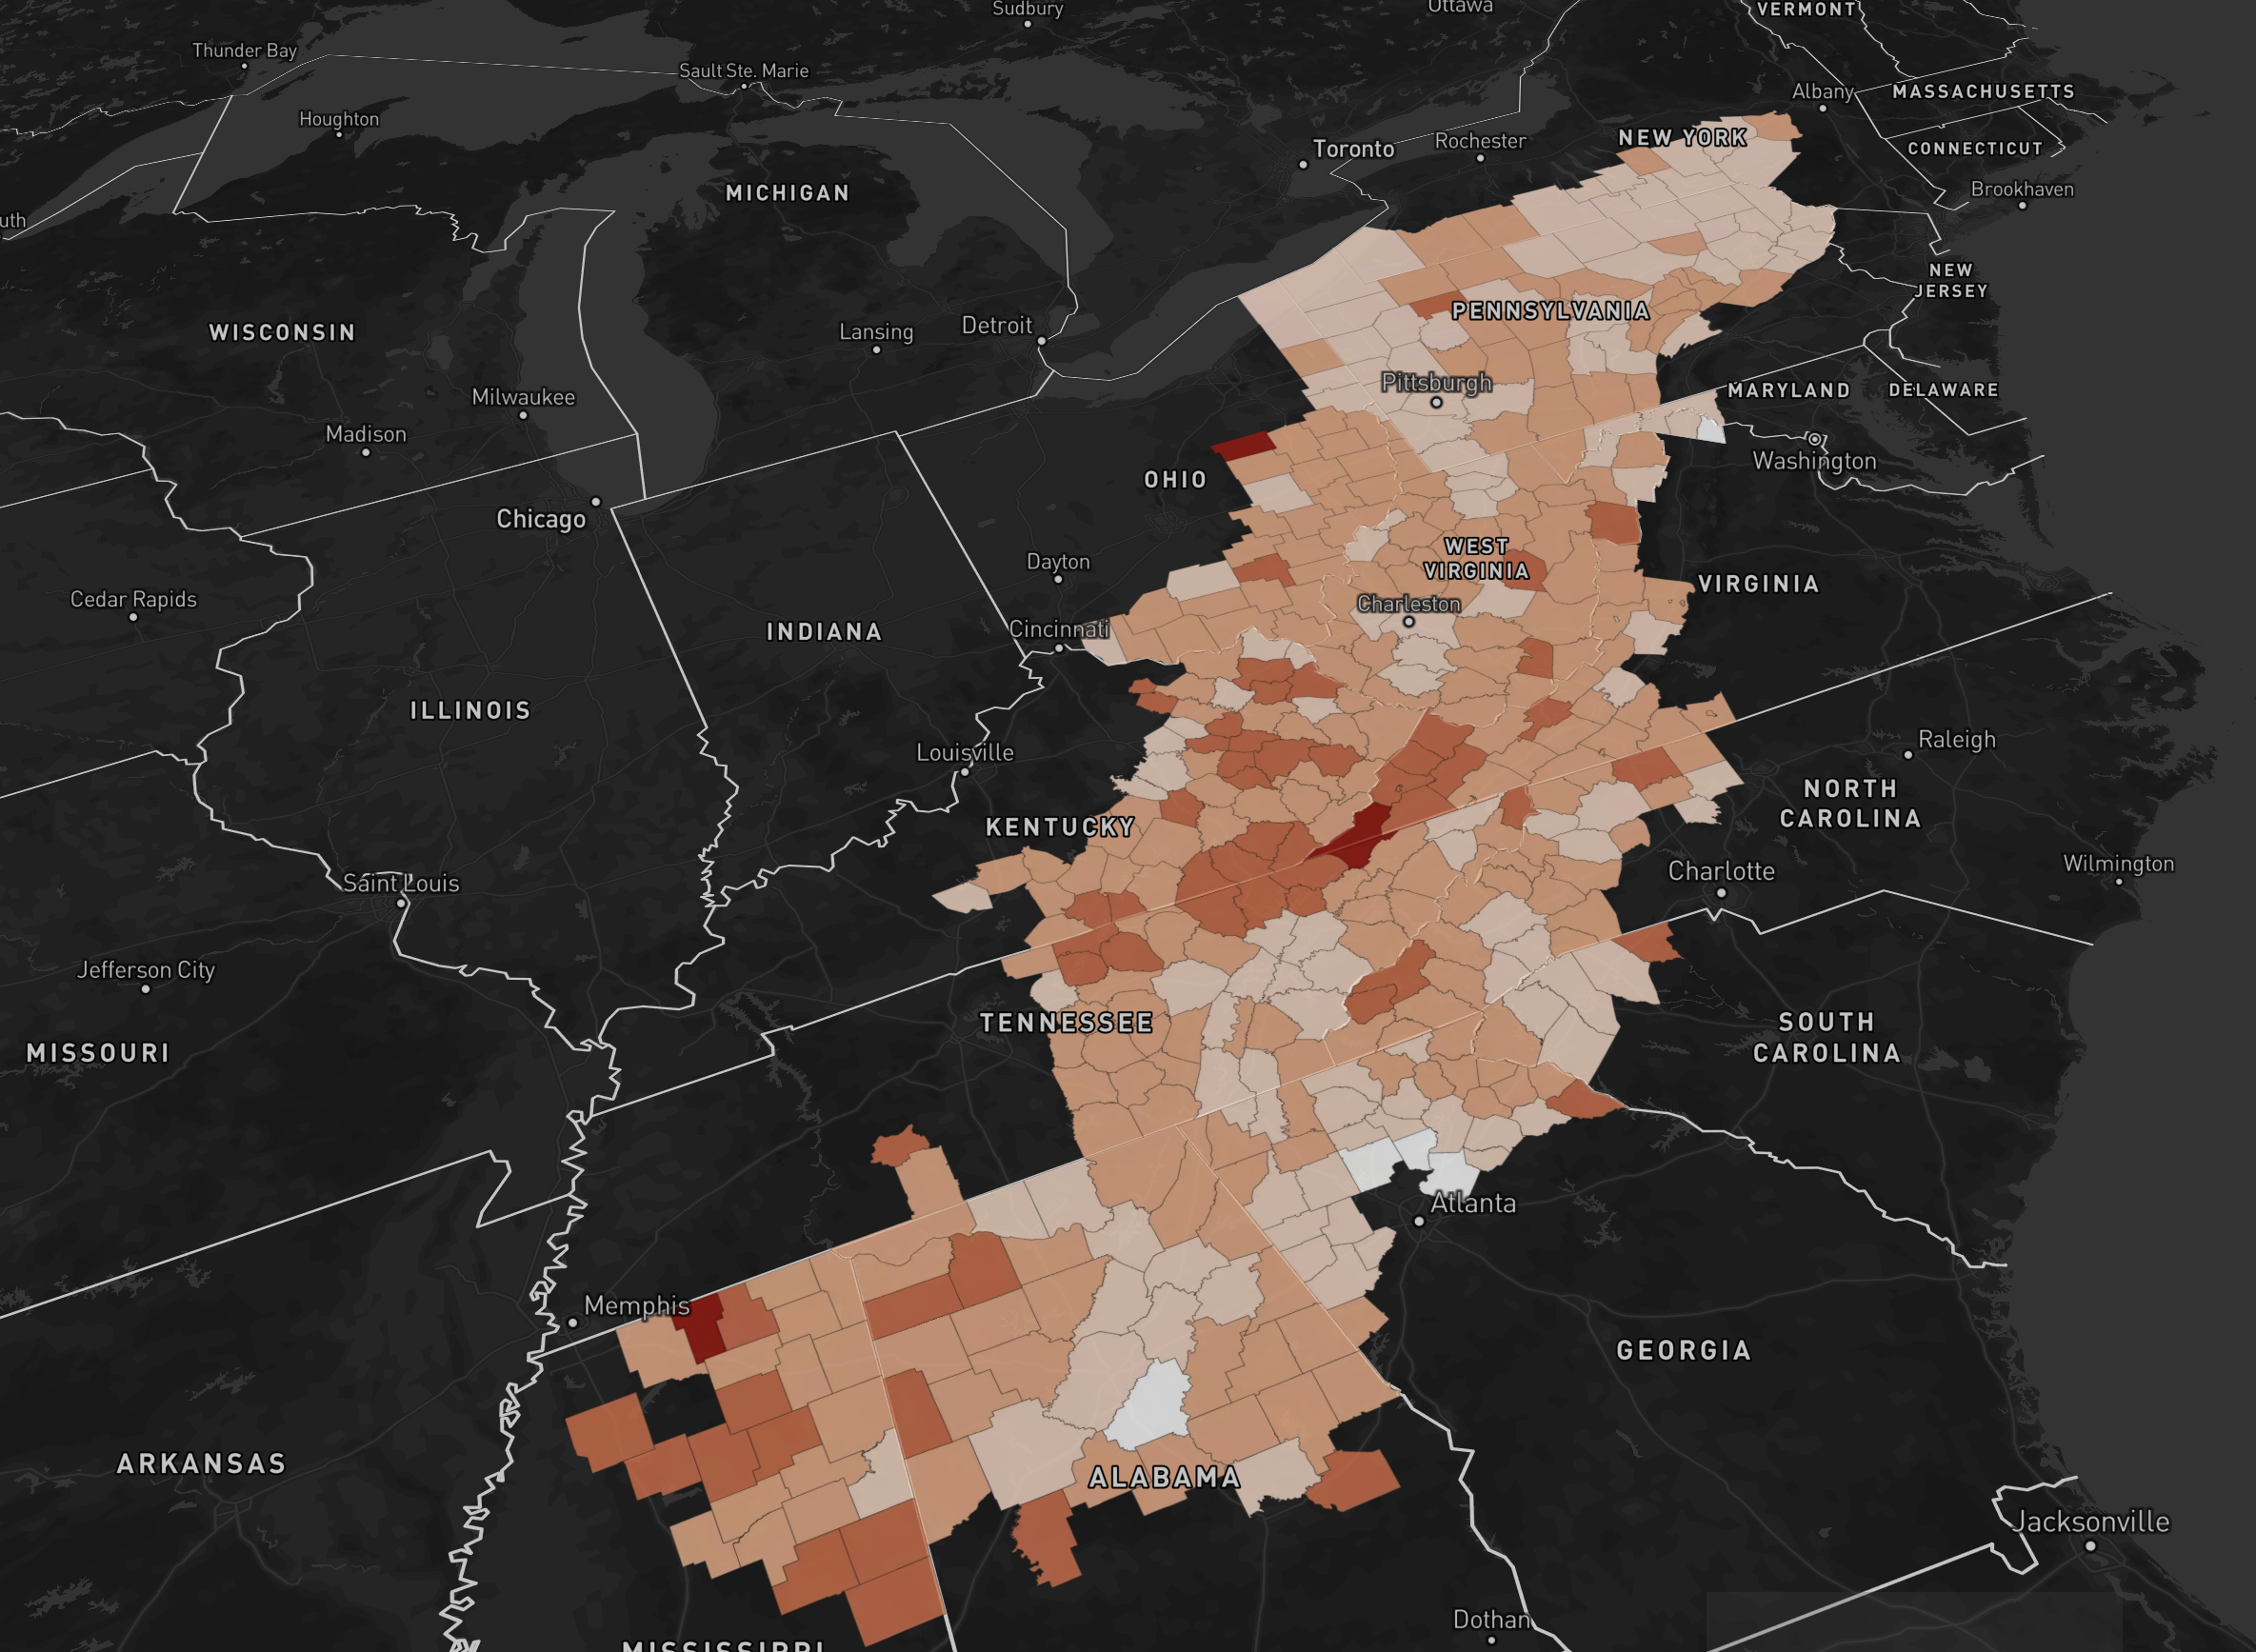 Sudbury
Ottawa
VERMONT
Thunder Bay
Sault Ste. Marie
Albany
MASSACHUSETTS
Houghton
NEW YORK
Toronto
Rochester
CONNECTICUT
MICHIGAN
Brookhaven
uth
NEW
JERSEY
PENNSYLVANIA
WISCONSIN
Lansing
Detroit
Pittsburgh
MARYLAND
DELAWARE
Milwaukee
Madison
Washington
OHIO
Chicago
WEST
VIRGINIA
Dayton
VIRGINIA
Cedar Rapids
Charleston
INDIANA
Cincinnati
ILLINOIS
Louisville
Raleigh
NORTH
CAROLINA
KENTUCKY
Charlotte
Wilmington
Saint Louis
Jefferson City
TENNESSEE
SOUTH
CAROLINA
MISSOURI
Atlanta
Memphis
GEORGIA
ARKANSAS
ALABAMA
Jacksonville
Dothan
MISSISSIPPI